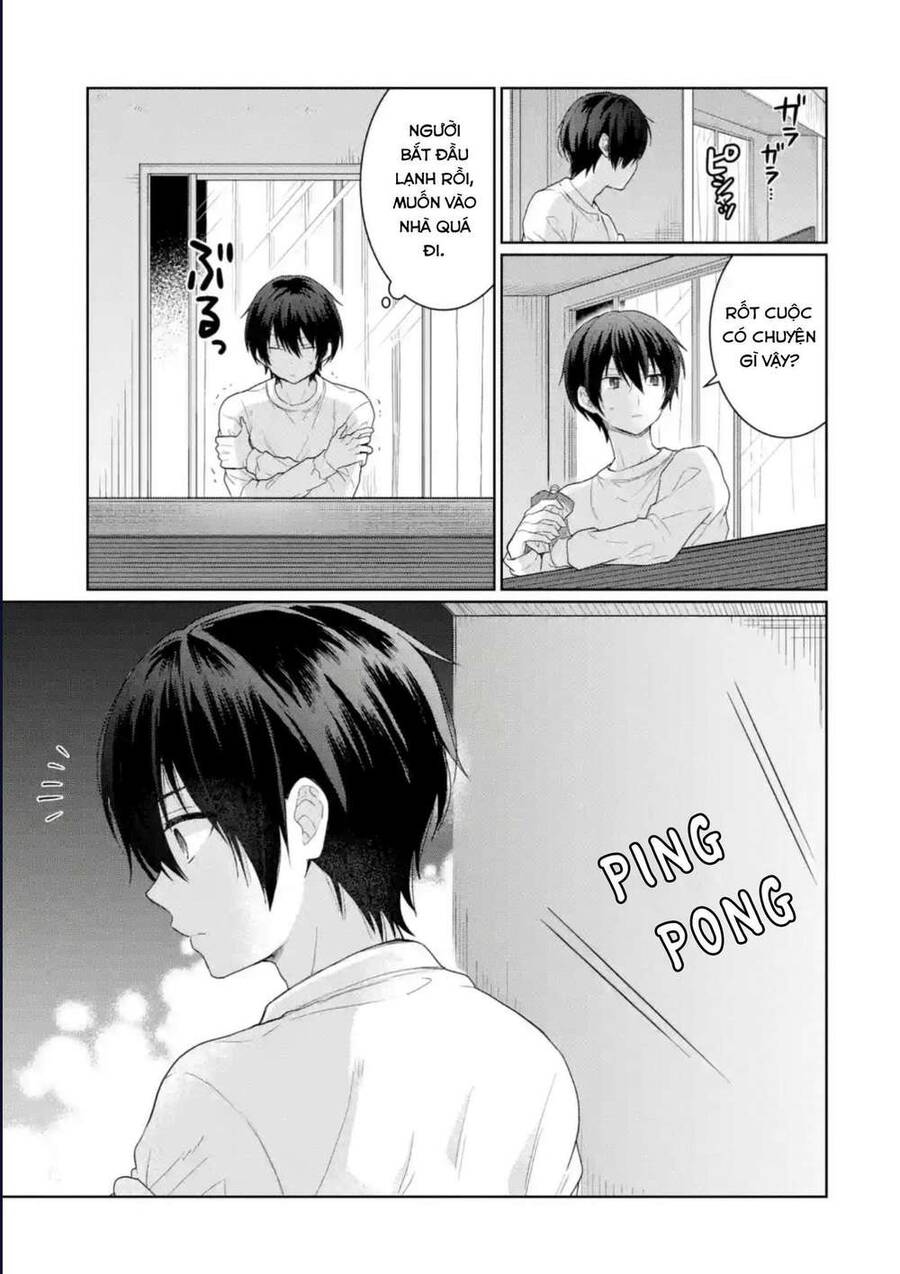 ガラ
ガラ…
ピシャッ
RỐT CUỘC
CÓ CHUYỆN
GÌ VẬY?
NGƯỜI
BẮT ĐẦU
LẠNH RỒI,
MUỐN VÀO
NHÀ QUÁ
ĐI.
ぶるっ
PING
PONG